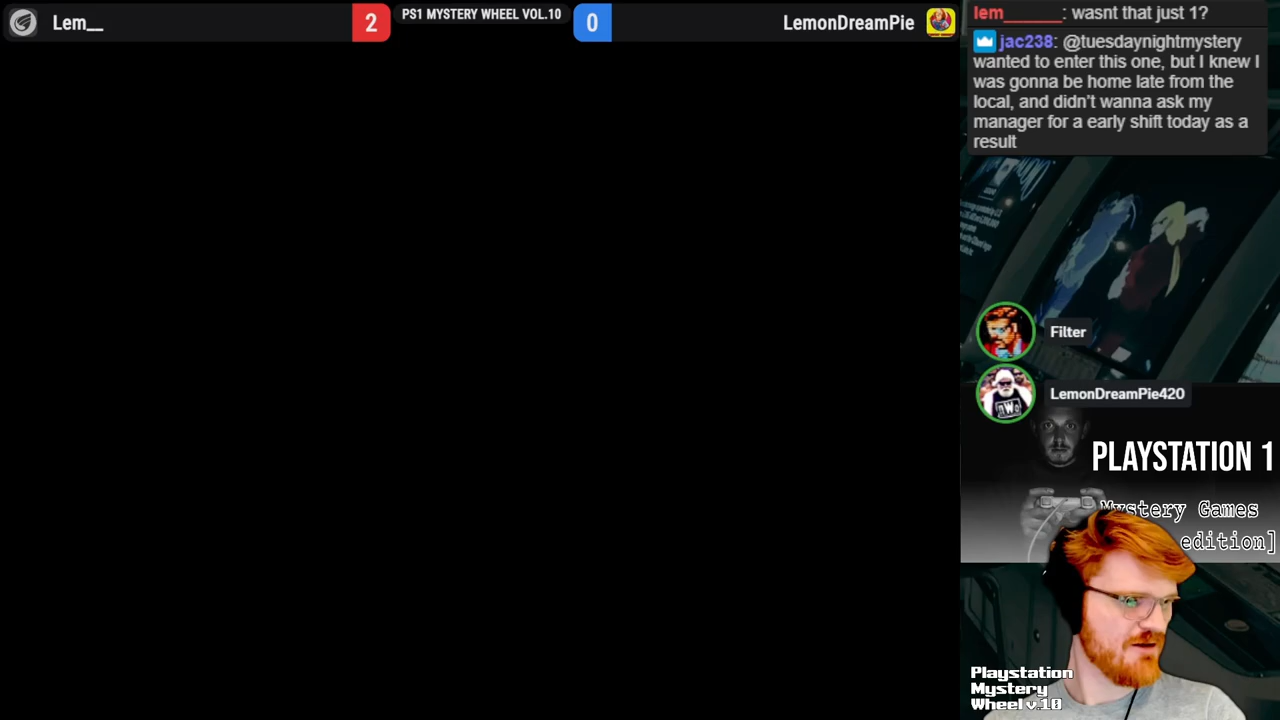 Lem__
2
PS1 MYSTERY WHEEL VOL.10
0
LemonDreamPie
lem______: wasnt that just 1?
jac238: @tuesdaynightmystery
wanted to enter this one, but I knew I
was gonna be home late from the
local, and didn't wanna ask my
manager for a early shift today as a
result
Filter
LemonDreamPie420
nWo
PLAYSTATION 1
Mystery Games
edition]
Playstation
Mystery
Wheel v.10